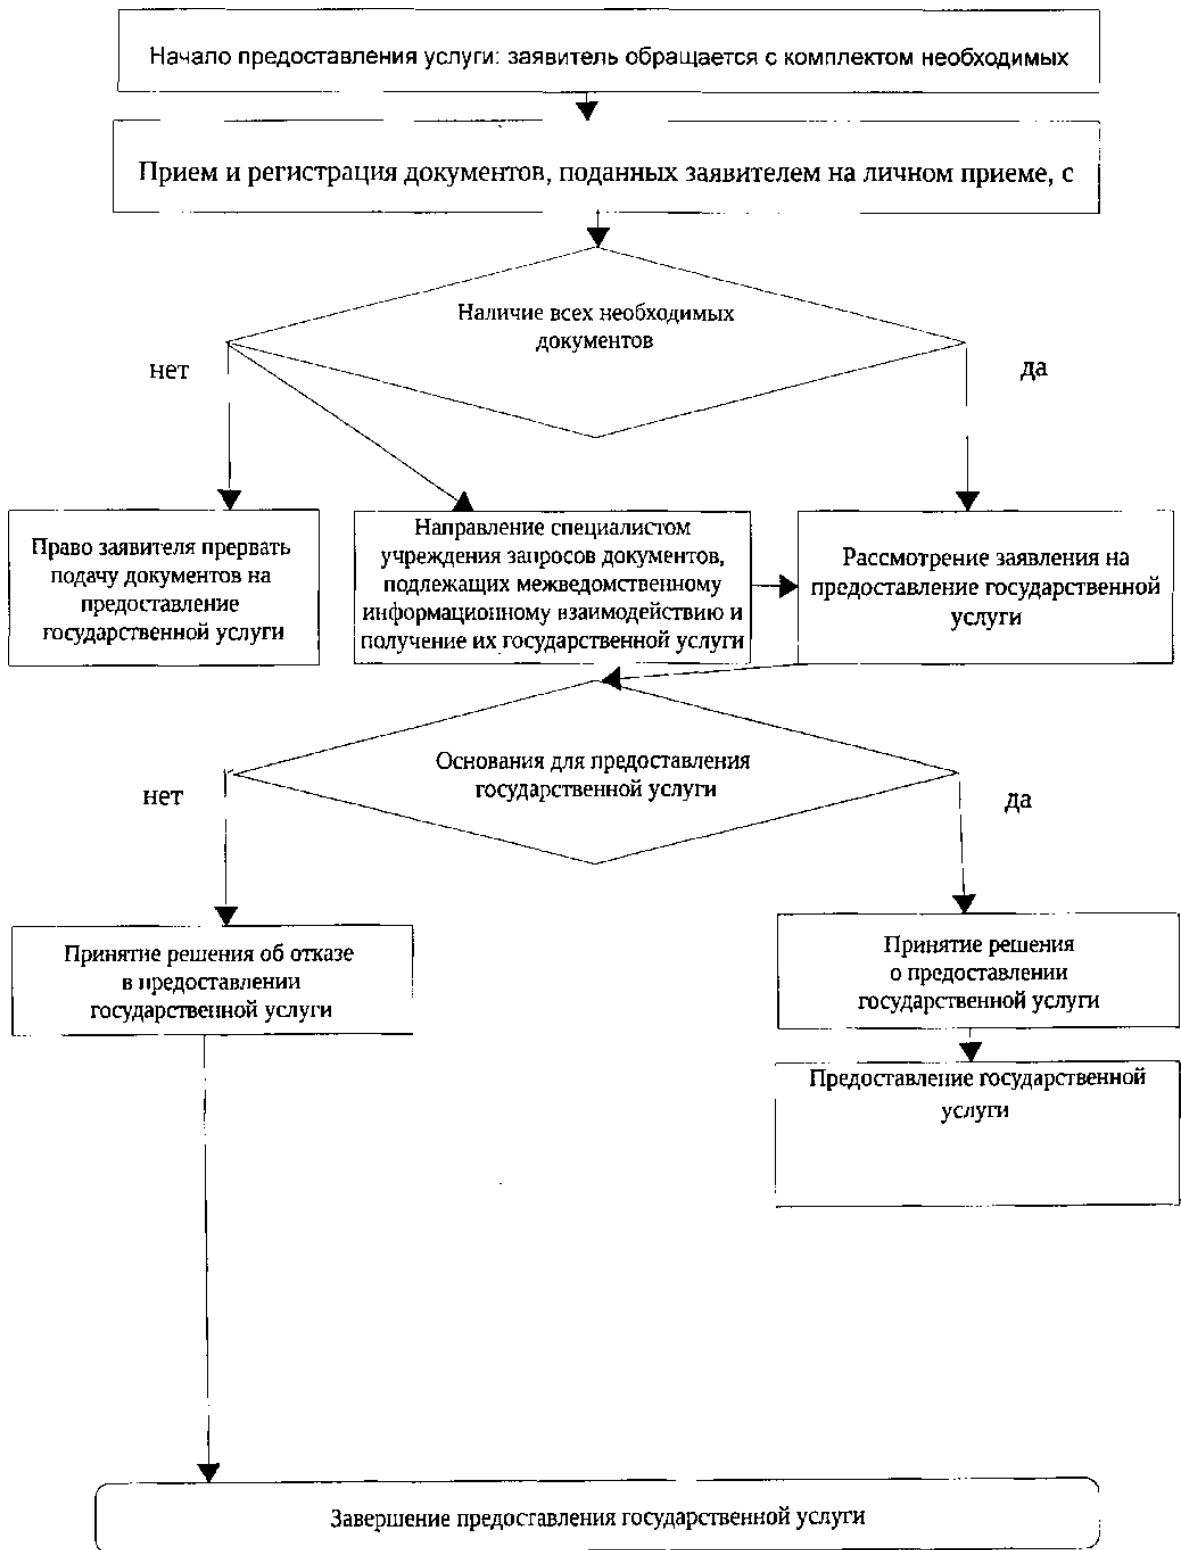 Начало предоставления услуги: заявитель обращается с комплектом необходимых
Прием и регистрация документов, поданных заявителем на личном приеме, с
Наличие всех необходимых
документов
нет
да
Право заявителя прервать
подачу документов на
предоставление
государственной услуги
Направление специалистом
учреждения запросов документов,
подлежащих межведомственному
информационному взаимодействию и
получение их государственной услуги
Рассмотрение заявления на
предоставление государственной
услуги
Основания для предоставления
государственной услуги
нет
да
Принятие решения об отказе
в предоставлении
государственной услуги
Принятие решения
о предоставлении
государственной услуги
Предоставление государственной
услуги
Завершение предоставления государственной услуги